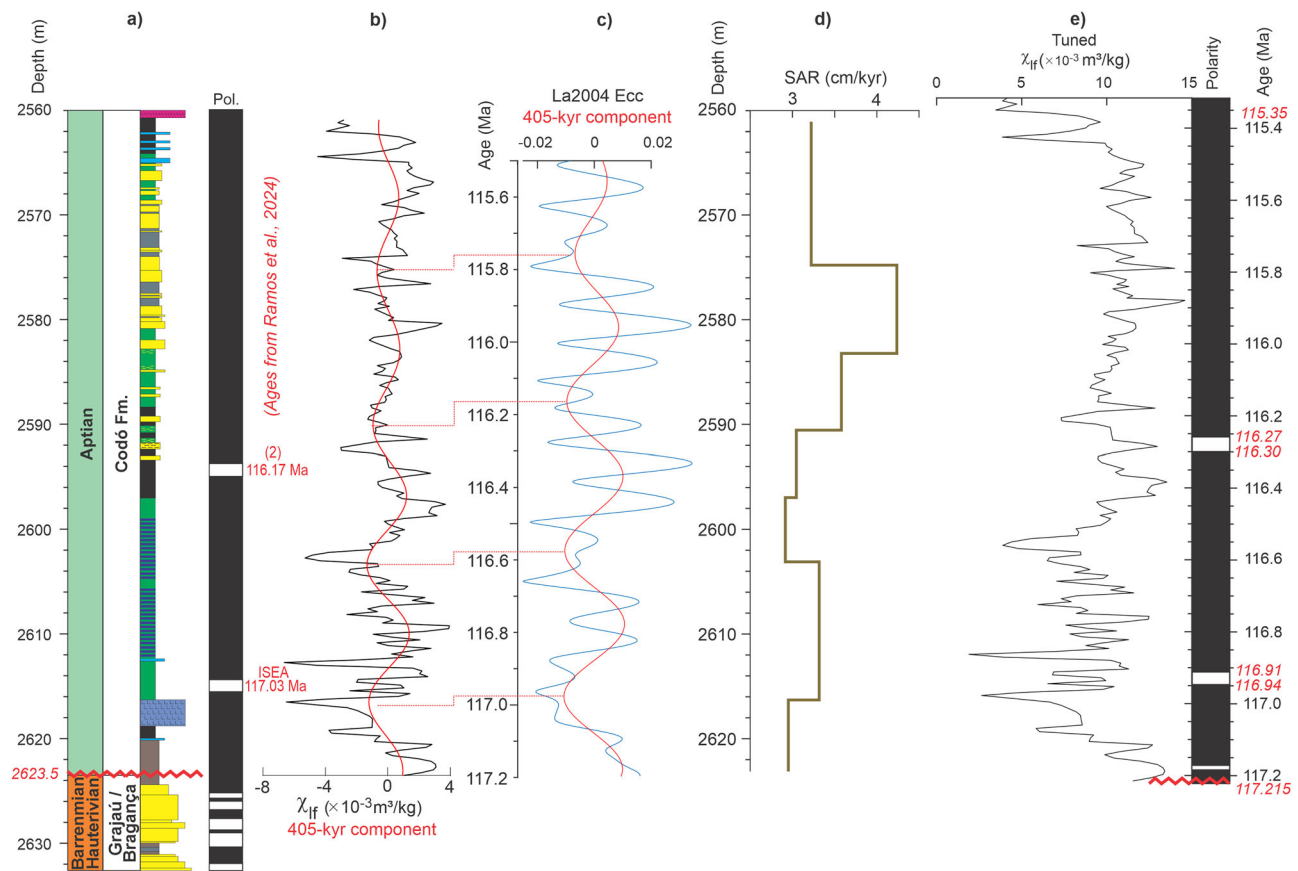 a)
b)
c)
d)
e)
Depth (m)
Pol.
2560
2570
2580
2590
2600
2610
2620
2623.5
2630
Aptian
Codó Fm.
Barrenmian
Hauterivian
Grajaú /
Bragança
(Ages from Ramos et al., 2024)
(2)
116.17 Ma
ISEA
117.03 Ma
-8
-4
0
4
χlf (×10-3m³/kg)
405-kyr component
La2004 Ecc
405-kyr component
-0.02
0
0.02
Age (Ma)
115.6
115.8
116.0
116.2
116.4
116.6
116.8
117.0
117.2
Depth (m)
SAR (cm/kyr)
3
4
2560
2570
2580
2590
2600
2610
2620
Tuned
χlf(×10-3 m³/kg)
0
5
10
15
Polarity
Age (Ma)
115.35
115.4
115.6
115.8
116.0
116.2
116.27
116.30
116.4
116.6
116.8
116.91
116.94
117.0
117.2
117.215